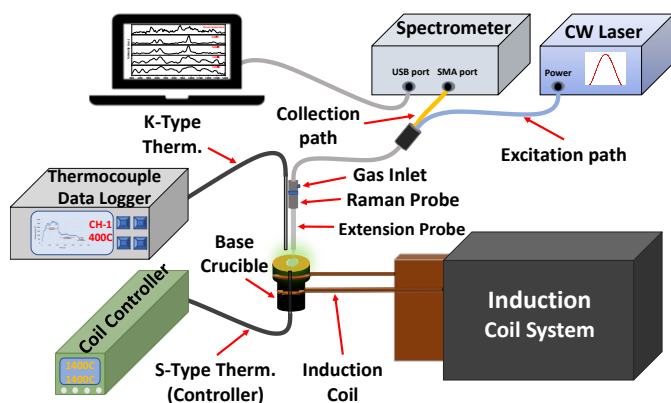 Spectrometer
CW Laser
USB port
SMA port
Power
Collection
path
K-Type
Therm.
Excitation path
Gas Inlet
Thermocouple
Data Logger
Raman Probe
CH-1
400C
Extension Probe
Base
Crucible
Induction
Coil System
Coil Controller
1400C
1400C
S-Type Therm.
(Controller)
Induction
Coil